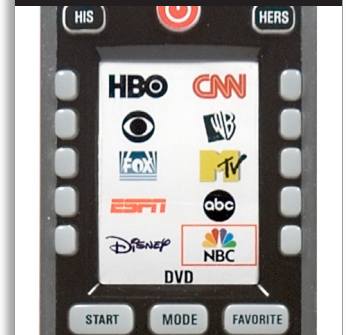 HIS HERS
HBO CNN
WB
FOX MTV
ESPN abc
Disney NBC
DVD
START MODE FAVORITE